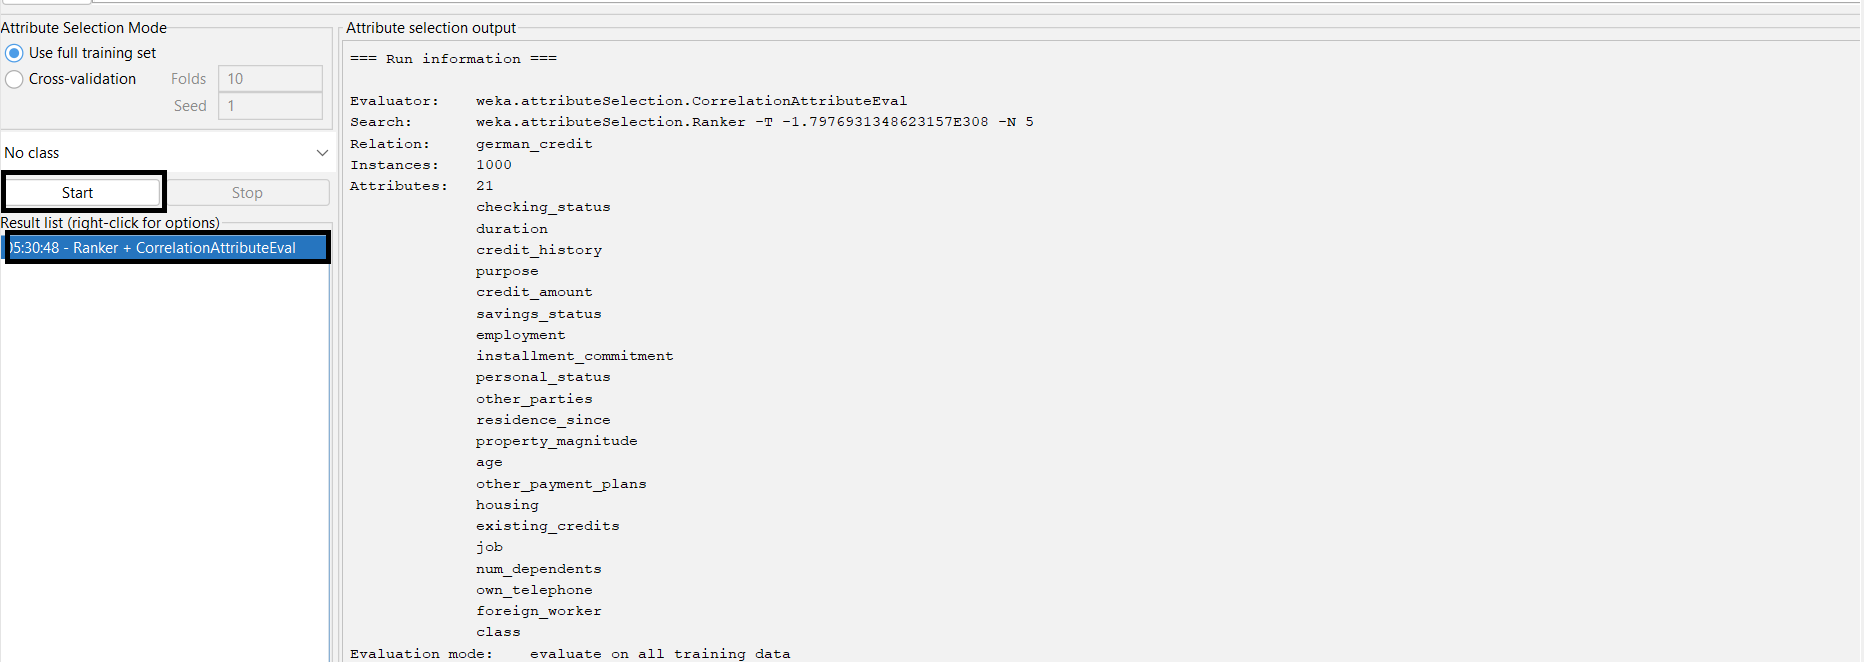 Attribute Selection Mode
Use full training set
Cross-validation Folds 10
Seed 1
No class
Start Stop
Result list (right-click for options)
05:30:48 - Ranker + CorrelationAttributeEval
Attribute selection output
=== Run information ===
Evaluator: weka.attributeSelection.CorrelationAttributeEval
Search: weka.attributeSelection.Ranker -T -1.7976931348623157E308 -N 5
Relation: german_credit
Instances: 1000
Attributes: 21
checking_status
duration
credit_history
purpose
credit_amount
savings_status
employment
installment_commitment
personal_status
other_parties
residence_since
property_magnitude
age
other_payment_plans
housing
existing_credits
job
num_dependents
own_telephone
foreign_worker
class
Evaluation mode: evaluate on all training data